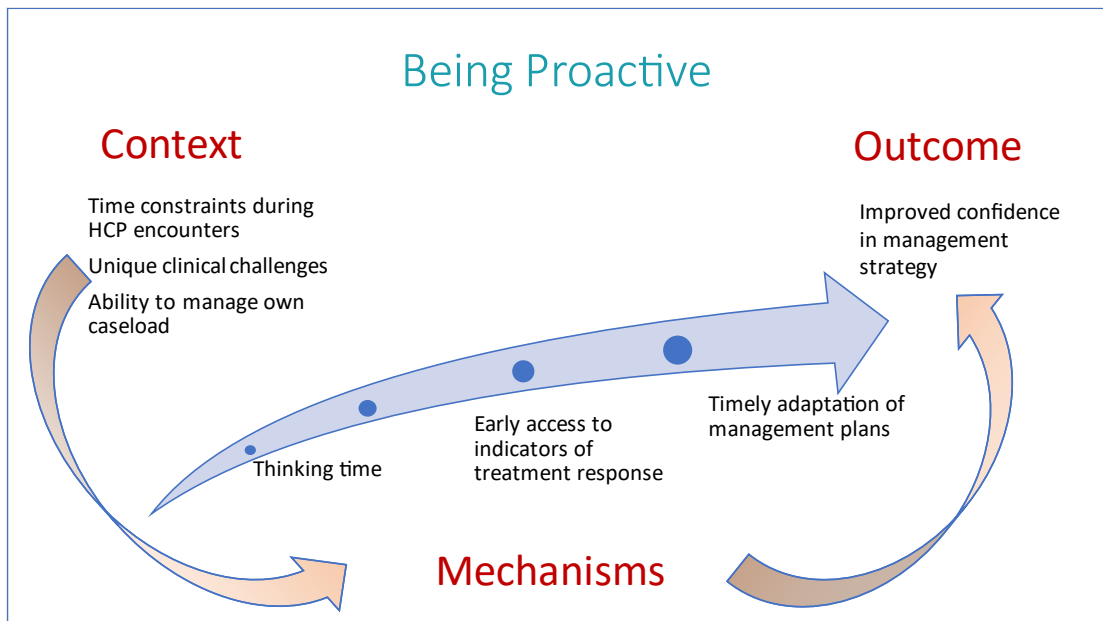 Being Proactive
Context
Time constraints during
HCP encounters
Unique clinical challenges
Ability to manage own
caseload
Thinking time
Early access to
indicators of
treatment response
Timely adaptation of
management plans
Mechanisms
Outcome
Improved confidence
in management
strategy